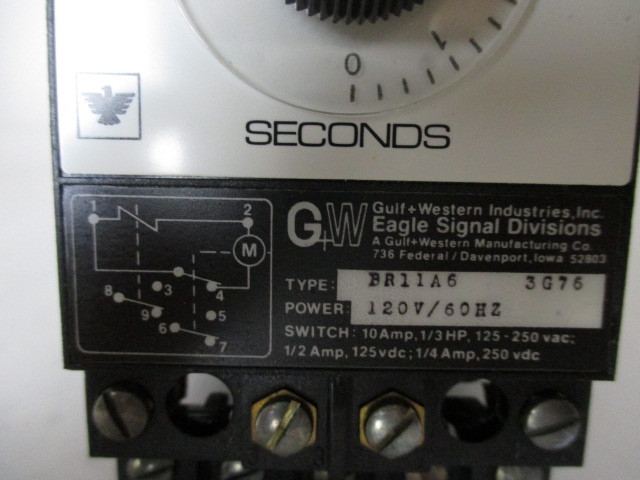 1
0
SECONDS
1 2
G+W
Gulf+Western Industries, Inc.
Eagle Signal Divisions
A Gulf+Western Manufacturing Co.
736 Federal / Davenport, Iowa 52803
M
TYPE: BR11A6 3G76
3
4
8
POWER: 120V/60HZ
9
5
6
7
SWITCH: 10 Amp, 1/3 HP, 125-250 vac;
1/2 Amp, 125 vdc; 1/4 Amp, 250 vdc